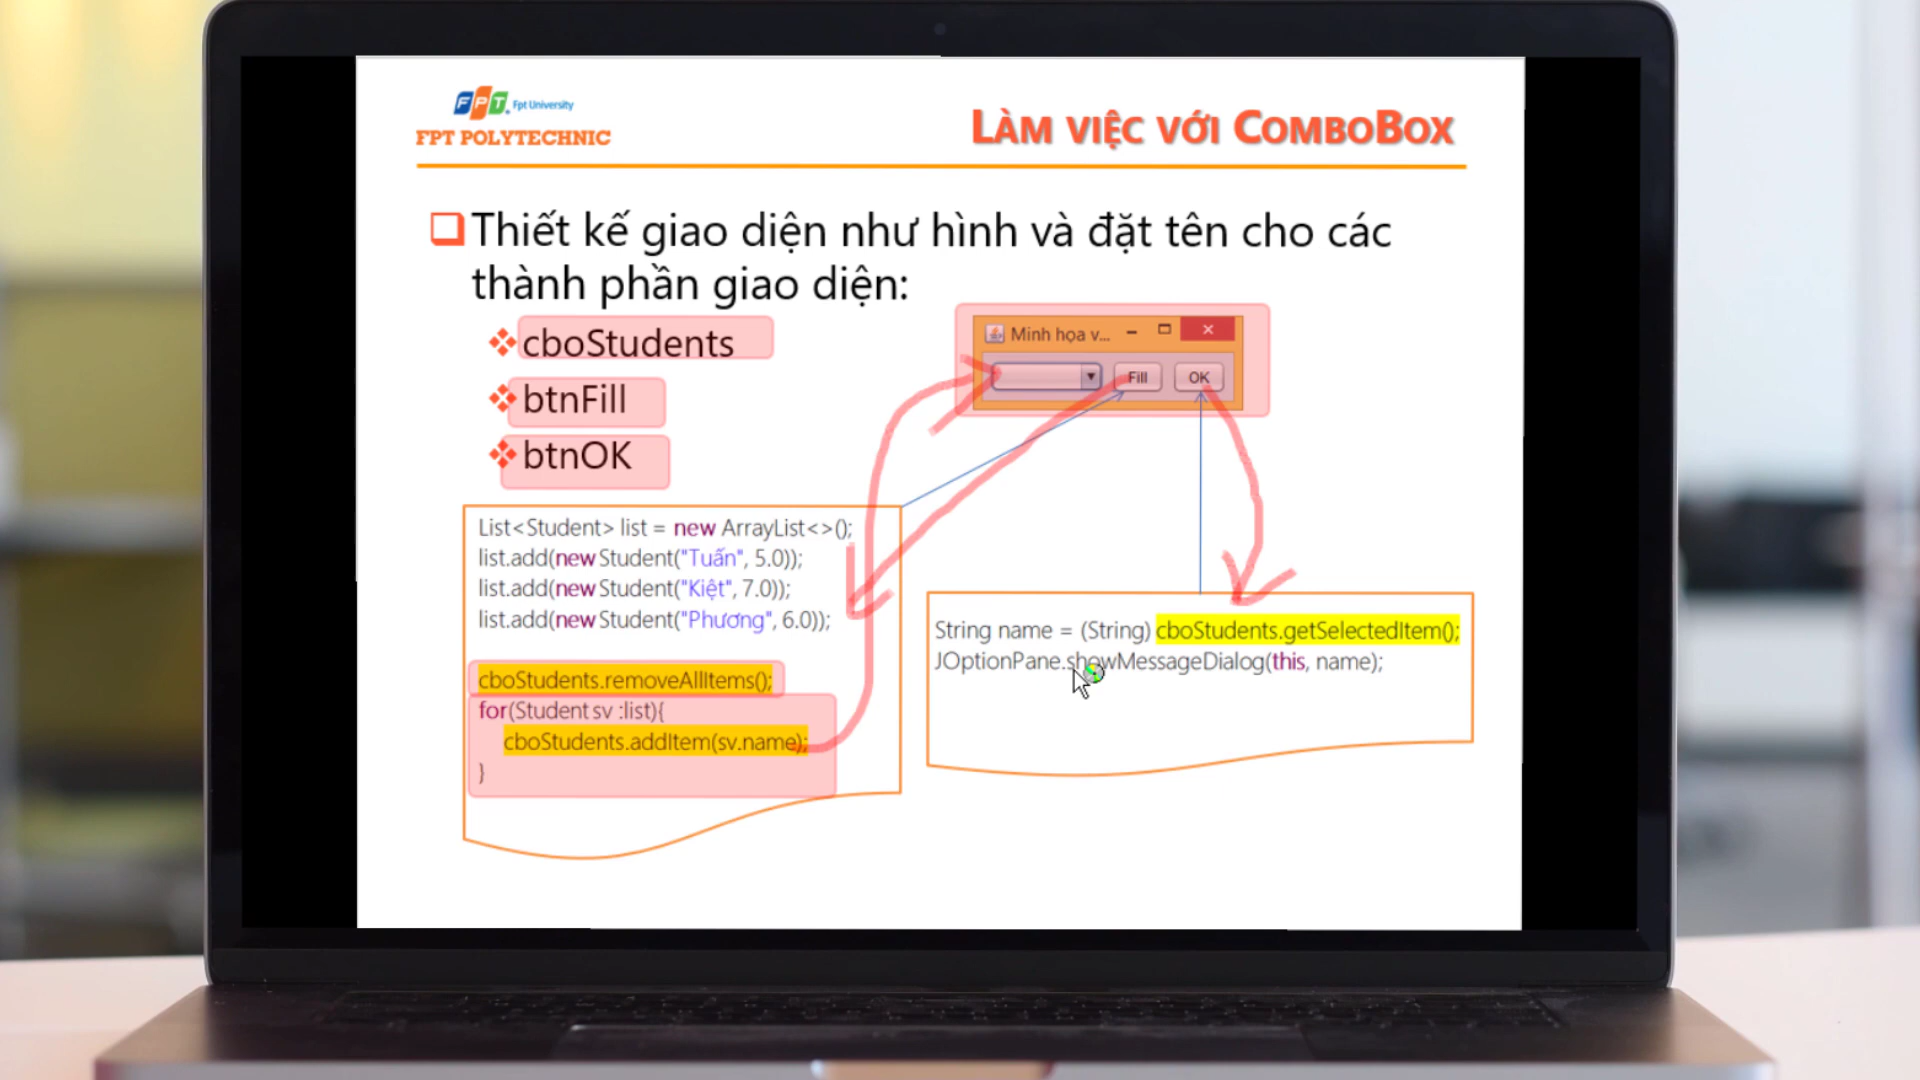 FPT Fpt University
FPT POLYTECHNIC
LÀM VIỆC VỚI COMBOBOX
Thiết kế giao diện như hình và đặt tên cho các
thành phần giao diện:
cboStudents
btnFill
btnOK
Minh họa v...
Fill
OK
List<Student> list = new ArrayList<>();
list.add(new Student("Tuấn", 5.0));
list.add(new Student("Kiệt", 7.0));
list.add(new Student("Phương", 6.0));
cboStudents.removeAllItems();
for(Student sv :list){
cboStudents.addItem(sv.name);
}
String name = (String) cboStudents.getSelectedItem();
JOptionPane.showMessageDialog(this, name);